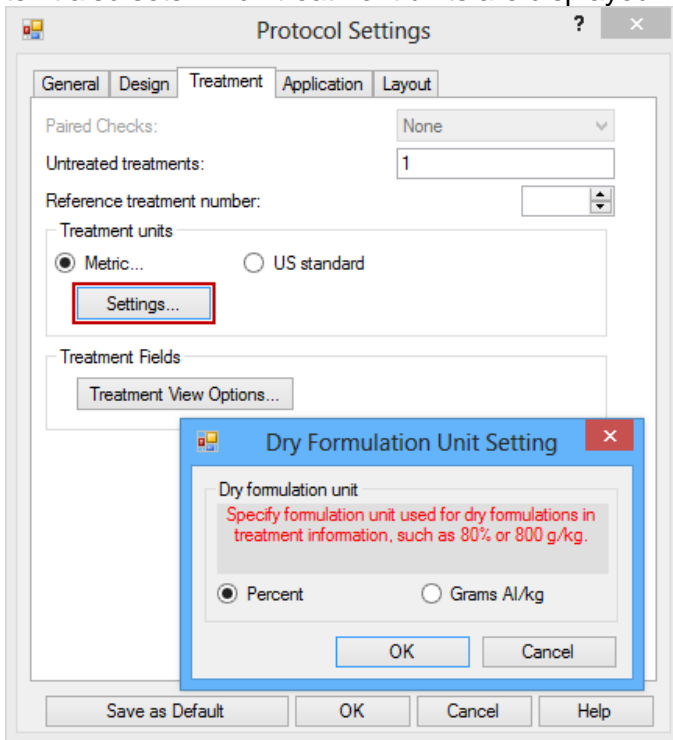 Protocol Settings ? ×
General Design Treatment Application Layout
Paired Checks: None
Untreated treatments: 1
Reference treatment number:
Treatment units
Metric... US standard
Settings...
Treatment Fields
Treatment View Options...
Dry Formulation Unit Setting ×
Dry formulation unit
Specify formulation unit used for dry formulations in
treatment information, such as 80% or 800 g/kg.
Percent Grams AI/kg
OK Cancel
Save as Default OK Cancel Help